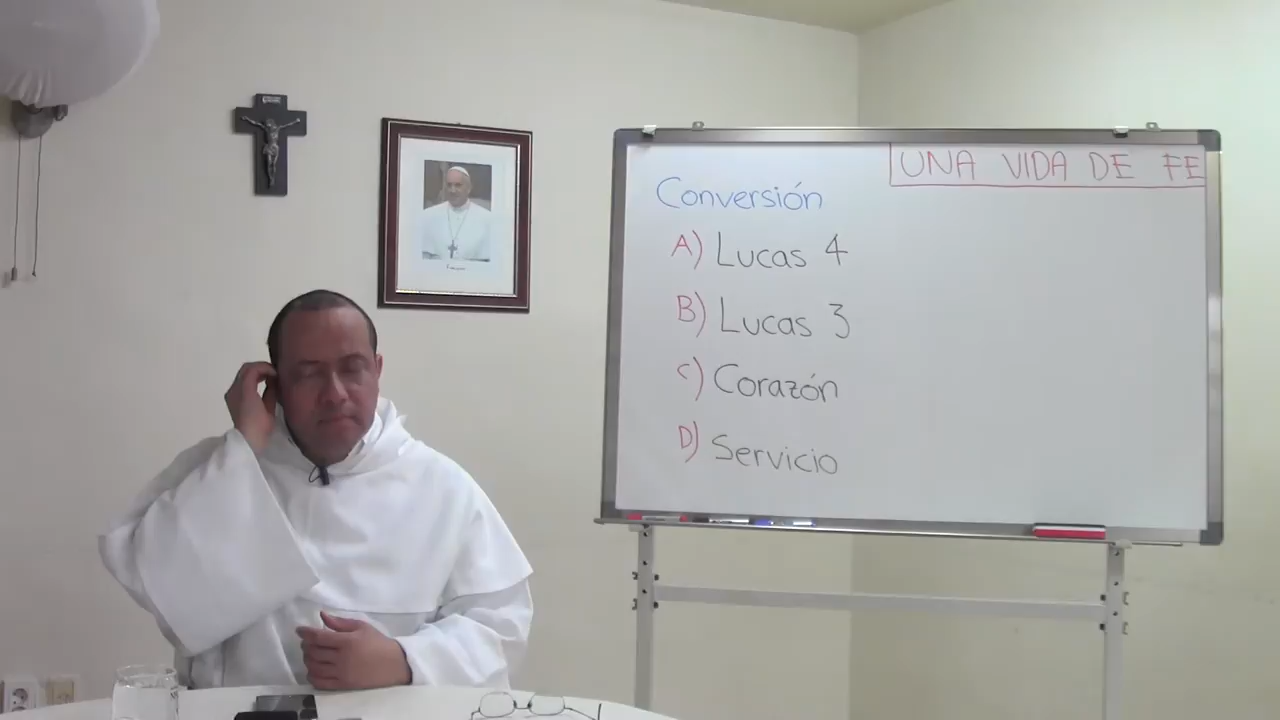 UNA VIDA DE FE
Conversión
A) Lucas 4
B) Lucas 3
C) Corazón
D) Servicio